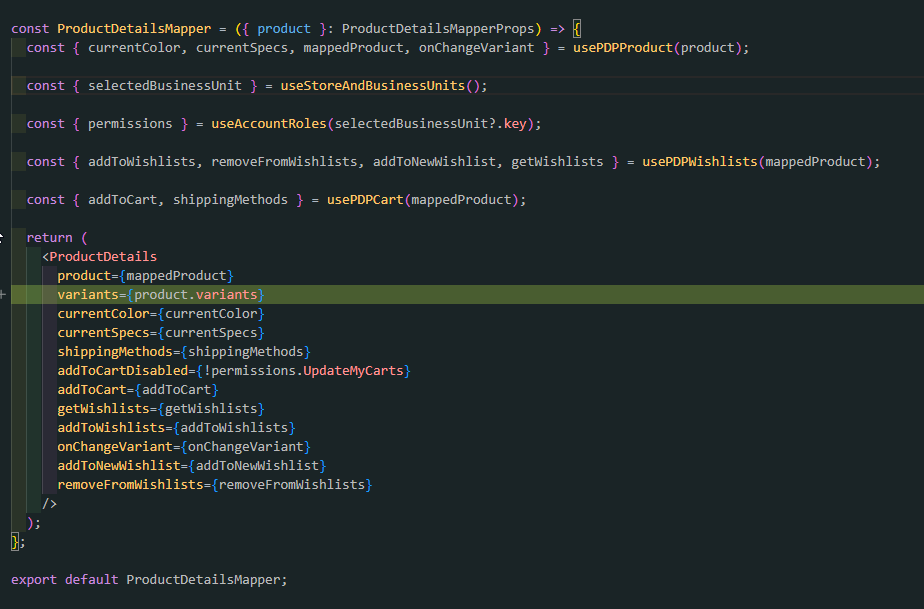 const ProductDetailsMapper = ({ product }: ProductDetailsMapperProps) => {
  const { currentColor, currentSpecs, mappedProduct, onChangeVariant } = usePDPProduct(product);
  const { selectedBusinessUnit } = useStoreAndBusinessUnits();
  const { permissions } = useAccountRoles(selectedBusinessUnit?.key);
  const { addToWishlists, removeFromWishlists, addToNewWishlist, getWishlists } = usePDPWishlists(mappedProduct);
  const { addToCart, shippingMethods } = usePDPCart(mappedProduct);
  return (
    <ProductDetails
      product={mappedProduct}
      variants={product.variants}
      currentColor={currentColor}
      currentSpecs={currentSpecs}
      shippingMethods={shippingMethods}
      addToCartDisabled={!permissions.UpdateMyCarts}
      addToCart={addToCart}
      getWishlists={getWishlists}
      addToWishlists={addToWishlists}
      onChangeVariant={onChangeVariant}
      addToNewWishlist={addToNewWishlist}
      removeFromWishlists={removeFromWishlists}
    />
  );
};
export default ProductDetailsMapper;